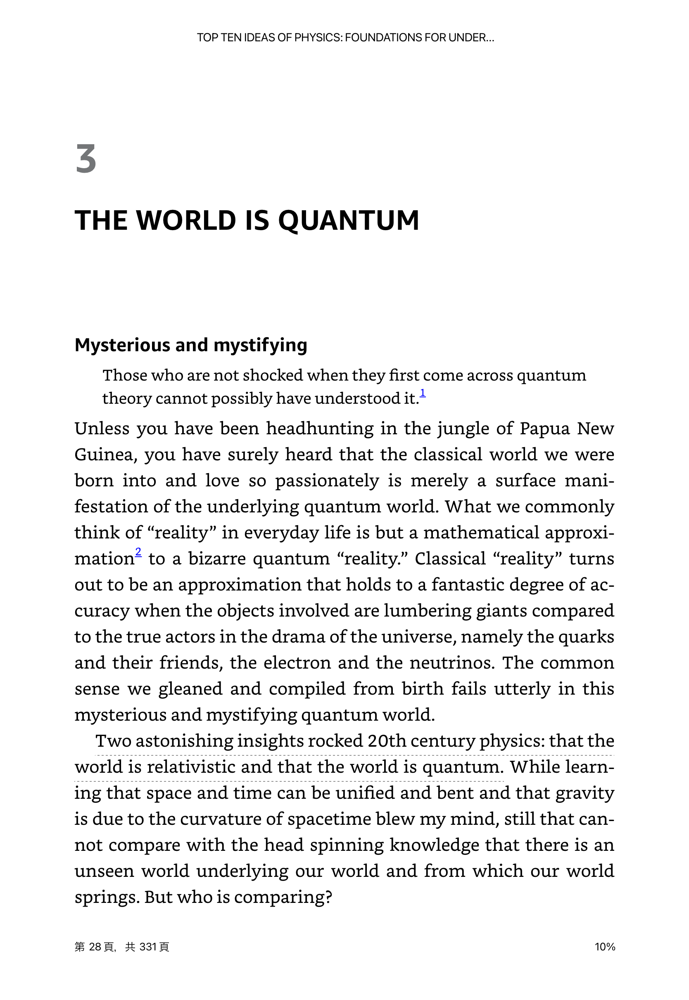 TOP TEN IDEAS OF PHYSICS: FOUNDATIONS FOR UNDER...
3
THE WORLD IS QUANTUM
Mysterious and mystifying
Those who are not shocked when they first come across quantum
theory cannot possibly have understood it.1
Unless you have been headhunting in the jungle of Papua New
Guinea, you have surely heard that the classical world we were
born into and love so passionately is merely a surface mani-
festation of the underlying quantum world. What we commonly
think of “reality” in everyday life is but a mathematical approxi-
mation2 to a bizarre quantum “reality.” Classical “reality” turns
out to be an approximation that holds to a fantastic degree of ac-
curacy when the objects involved are lumbering giants compared
to the true actors in the drama of the universe, namely the quarks
and their friends, the electron and the neutrinos. The common
sense we gleaned and compiled from birth fails utterly in this
mysterious and mystifying quantum world.
Two astonishing insights rocked 20th century physics: that the
world is relativistic and that the world is quantum. While learn-
ing that space and time can be unified and bent and that gravity
is due to the curvature of spacetime blew my mind, still that can-
not compare with the head spinning knowledge that there is an
unseen world underlying our world and from which our world
springs. But who is comparing?
第 28 頁，共 331 頁
10%